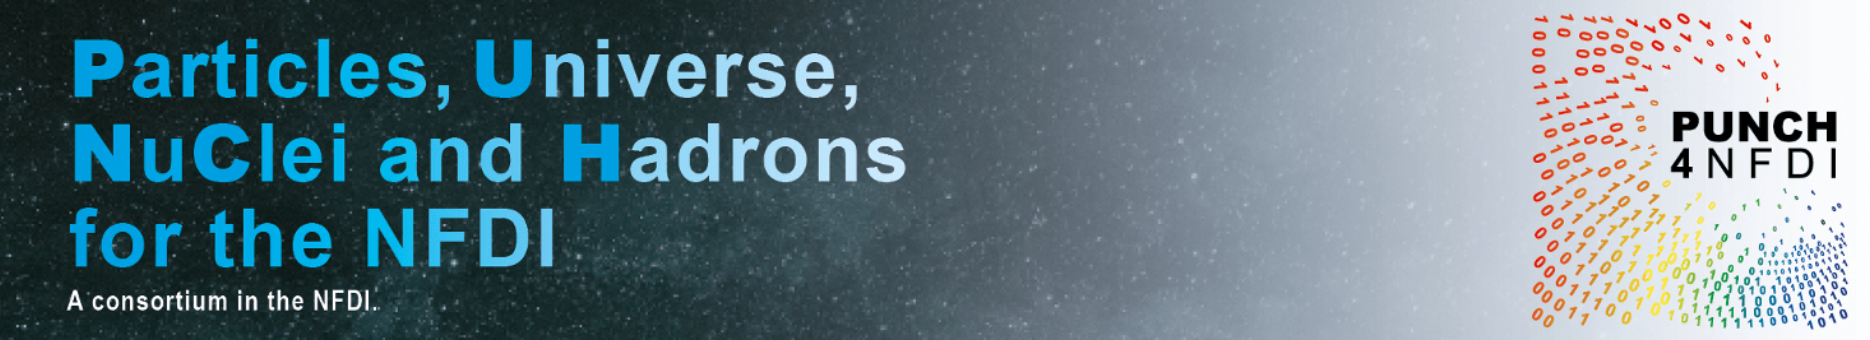 Particles, Universe,
NuClei and Hadrons
for the NFDI
A consortium in the NFDI.
PUNCH
4NFDI